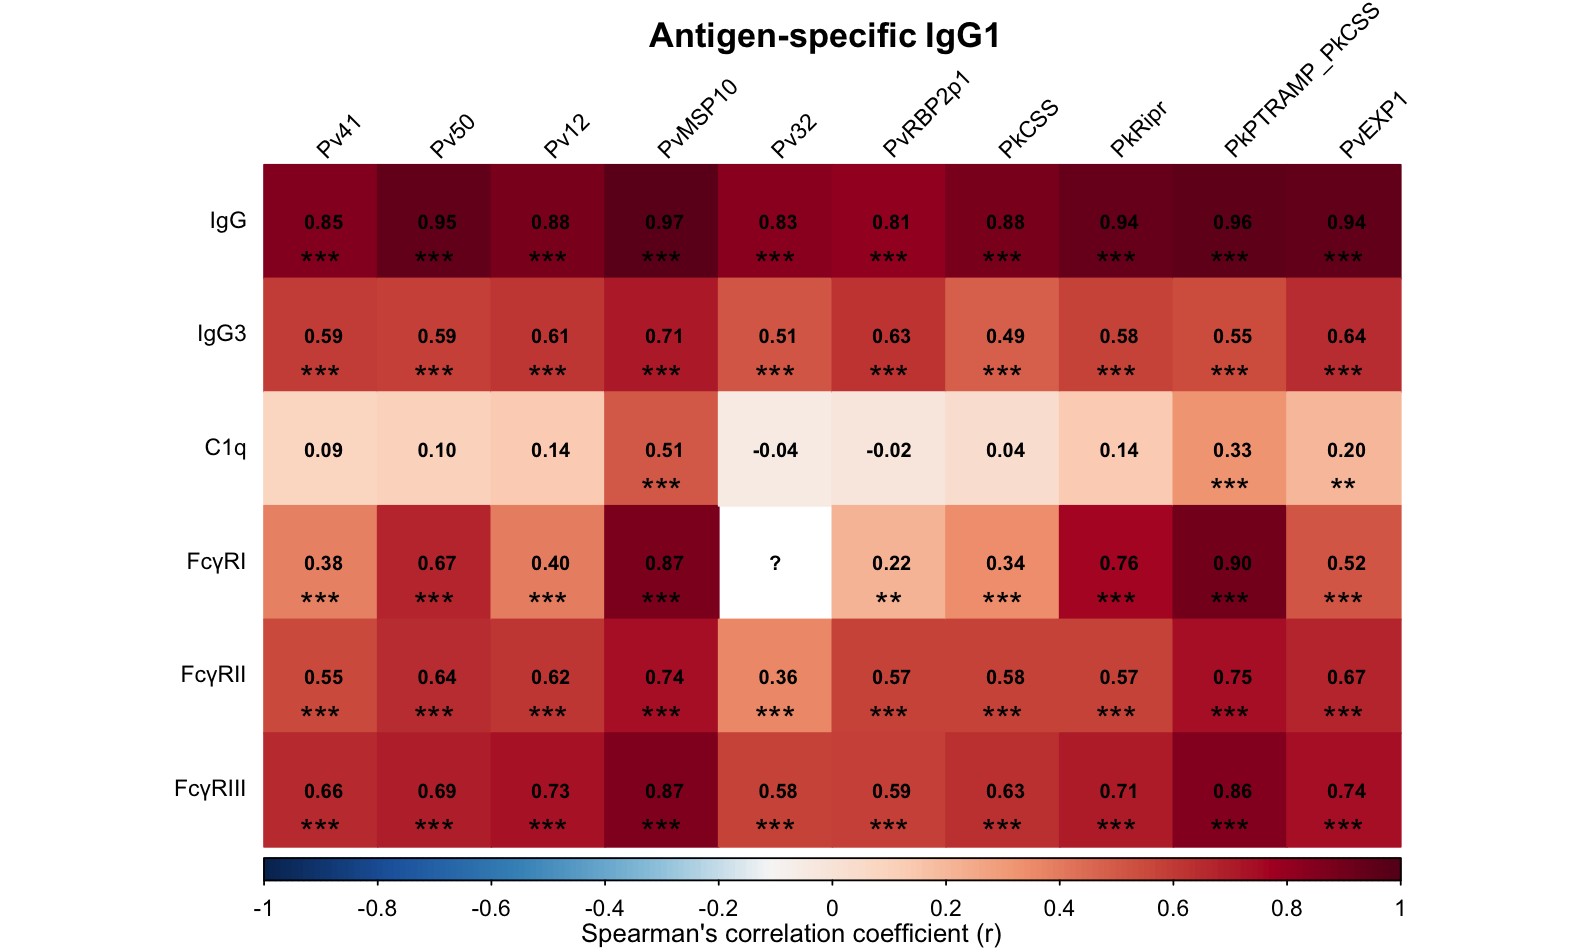 Antigen-specific IgG1
Pv41 Pv50 Pv12 PvMSP10 Pv32 PvRBP2p1 PkCSS PkRipr PkPTRAMP_PkCSS PvEXP1
IgG 0.85 0.95 0.88 0.97 0.83 0.81 0.88 0.94 0.96 0.94
*** *** *** *** *** *** *** *** *** ***
IgG3 0.59 0.59 0.61 0.71 0.51 0.63 0.49 0.58 0.55 0.64
*** *** *** *** *** *** *** *** *** ***
C1q 0.09 0.10 0.14 0.51 -0.04 -0.02 0.04 0.14 0.33 0.20
*** *** **
FcγRI 0.38 0.67 0.40 0.87 ? 0.22 0.34 0.76 0.90 0.52
*** *** *** *** ** *** *** *** ***
FcγRII 0.55 0.64 0.62 0.74 0.36 0.57 0.58 0.57 0.75 0.67
*** *** *** *** *** *** *** *** *** ***
FcγRIII 0.66 0.69 0.73 0.87 0.58 0.59 0.63 0.71 0.86 0.74
*** *** *** *** *** *** *** *** *** ***
-1 -0.8 -0.6 -0.4 -0.2 0 0.2 0.4 0.6 0.8 1
Spearman's correlation coefficient (r)